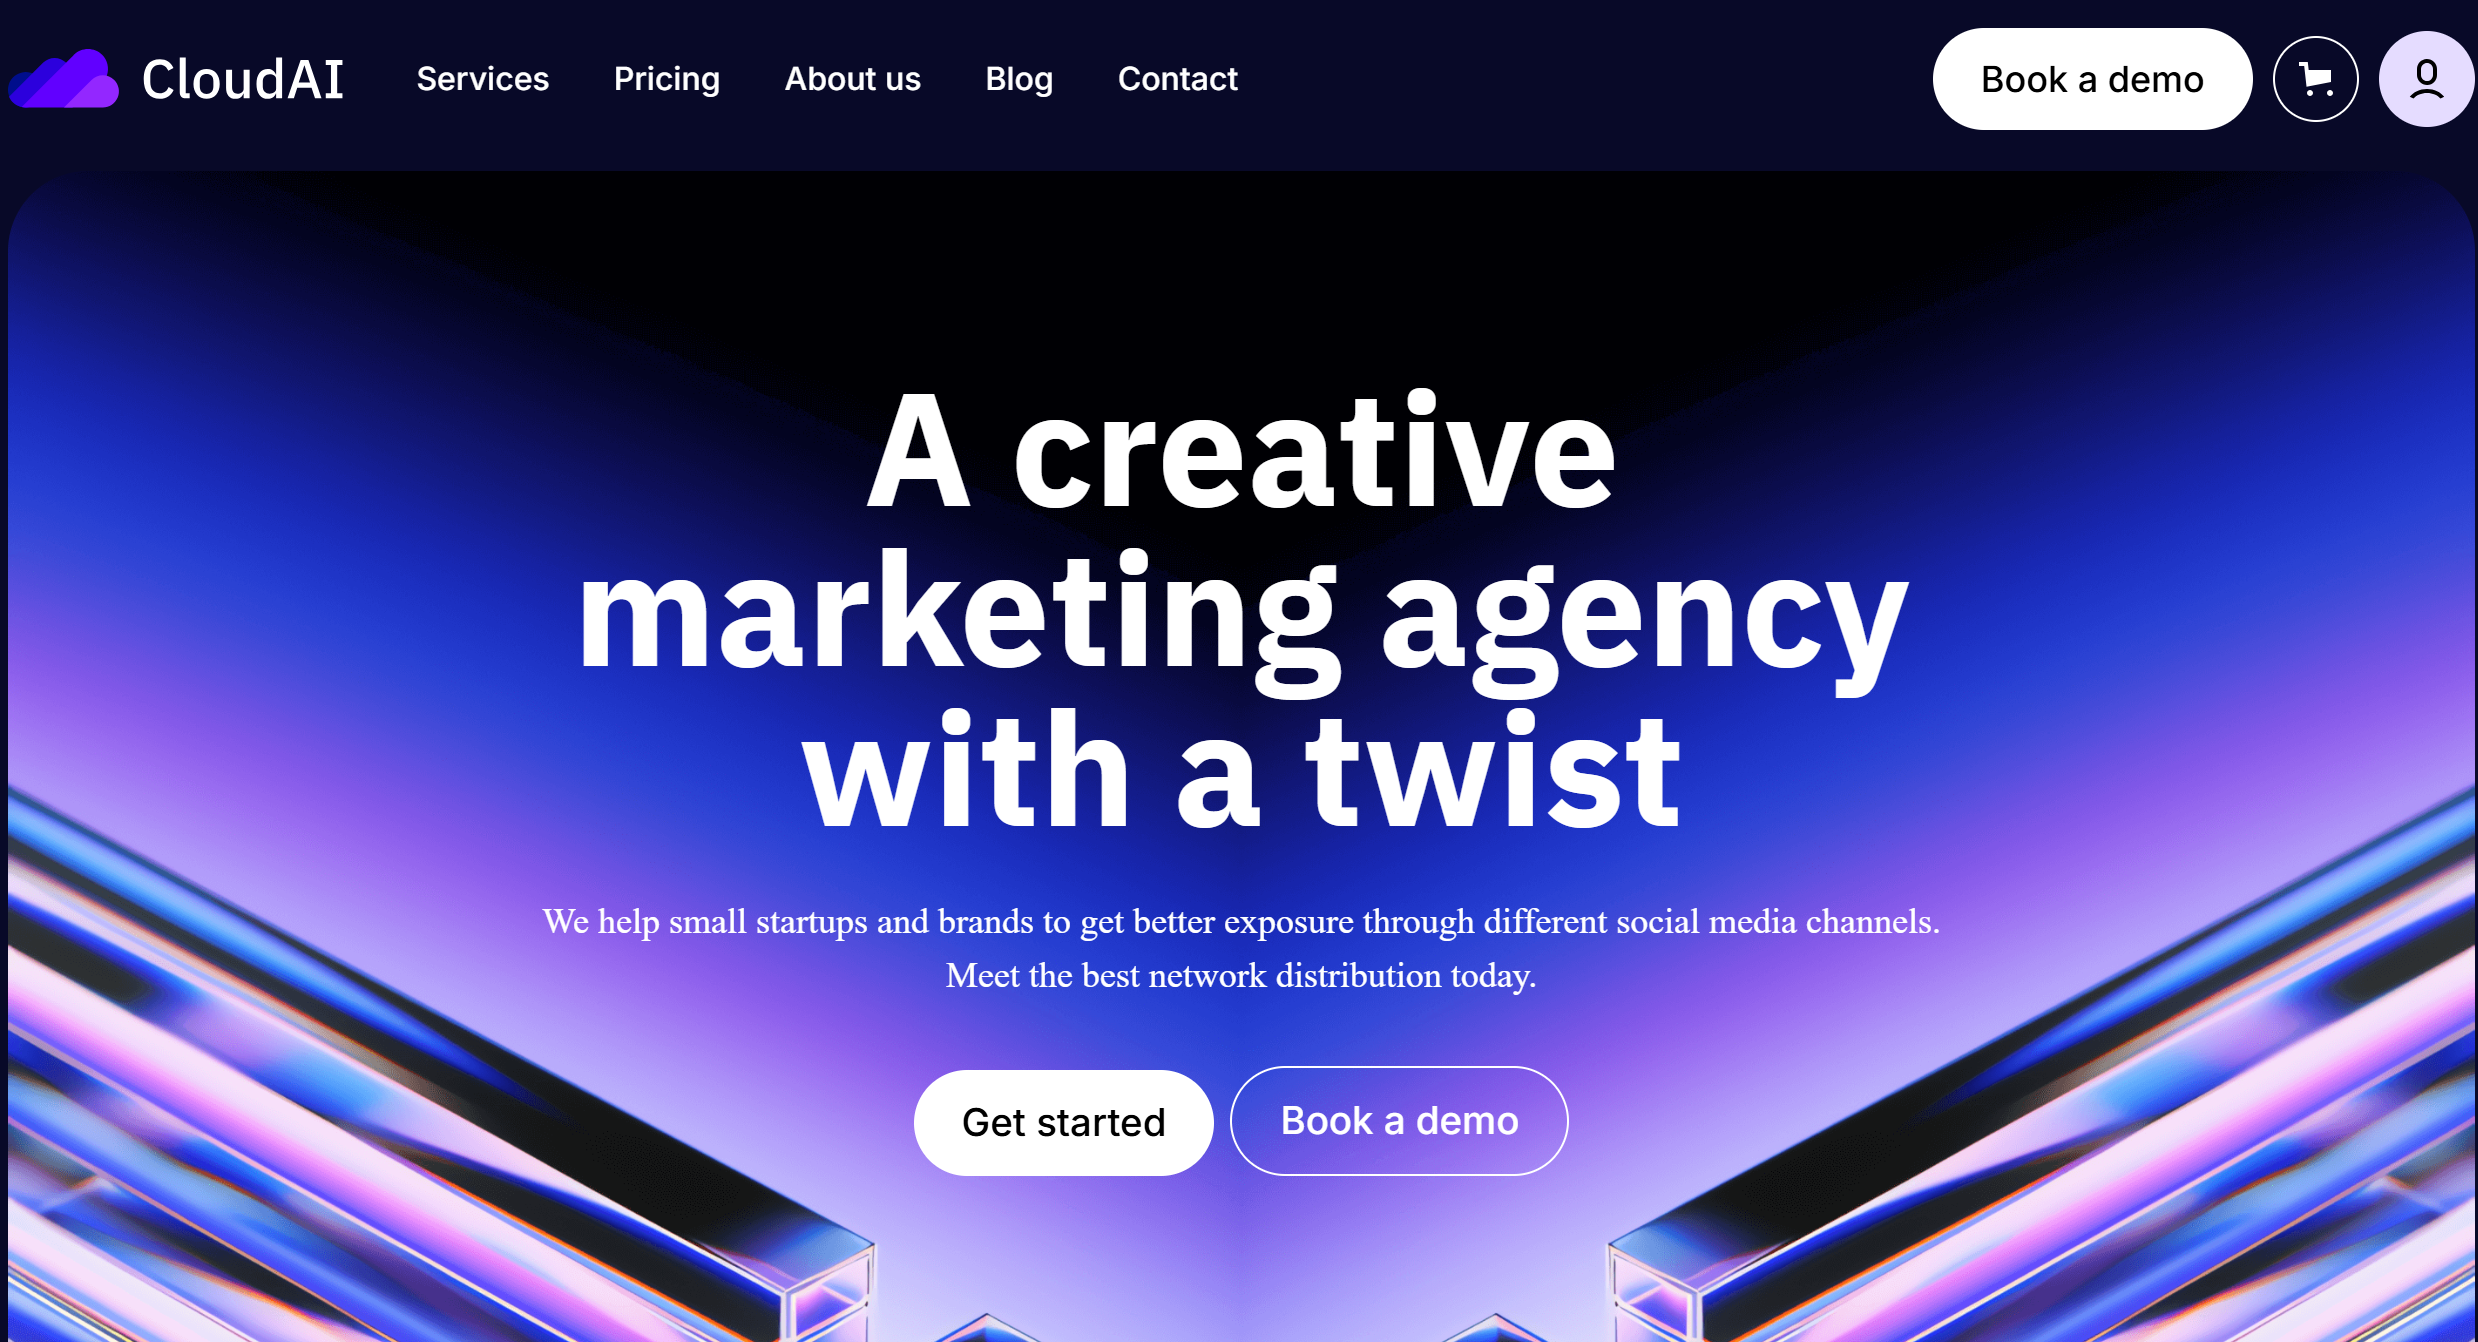 CloudAI
Services
Pricing
About us
Blog
Contact
Book a demo
A creative
marketing agency
with a twist
We help small startups and brands to get better exposure through different social media channels.
Meet the best network distribution today.
Get started
Book a demo